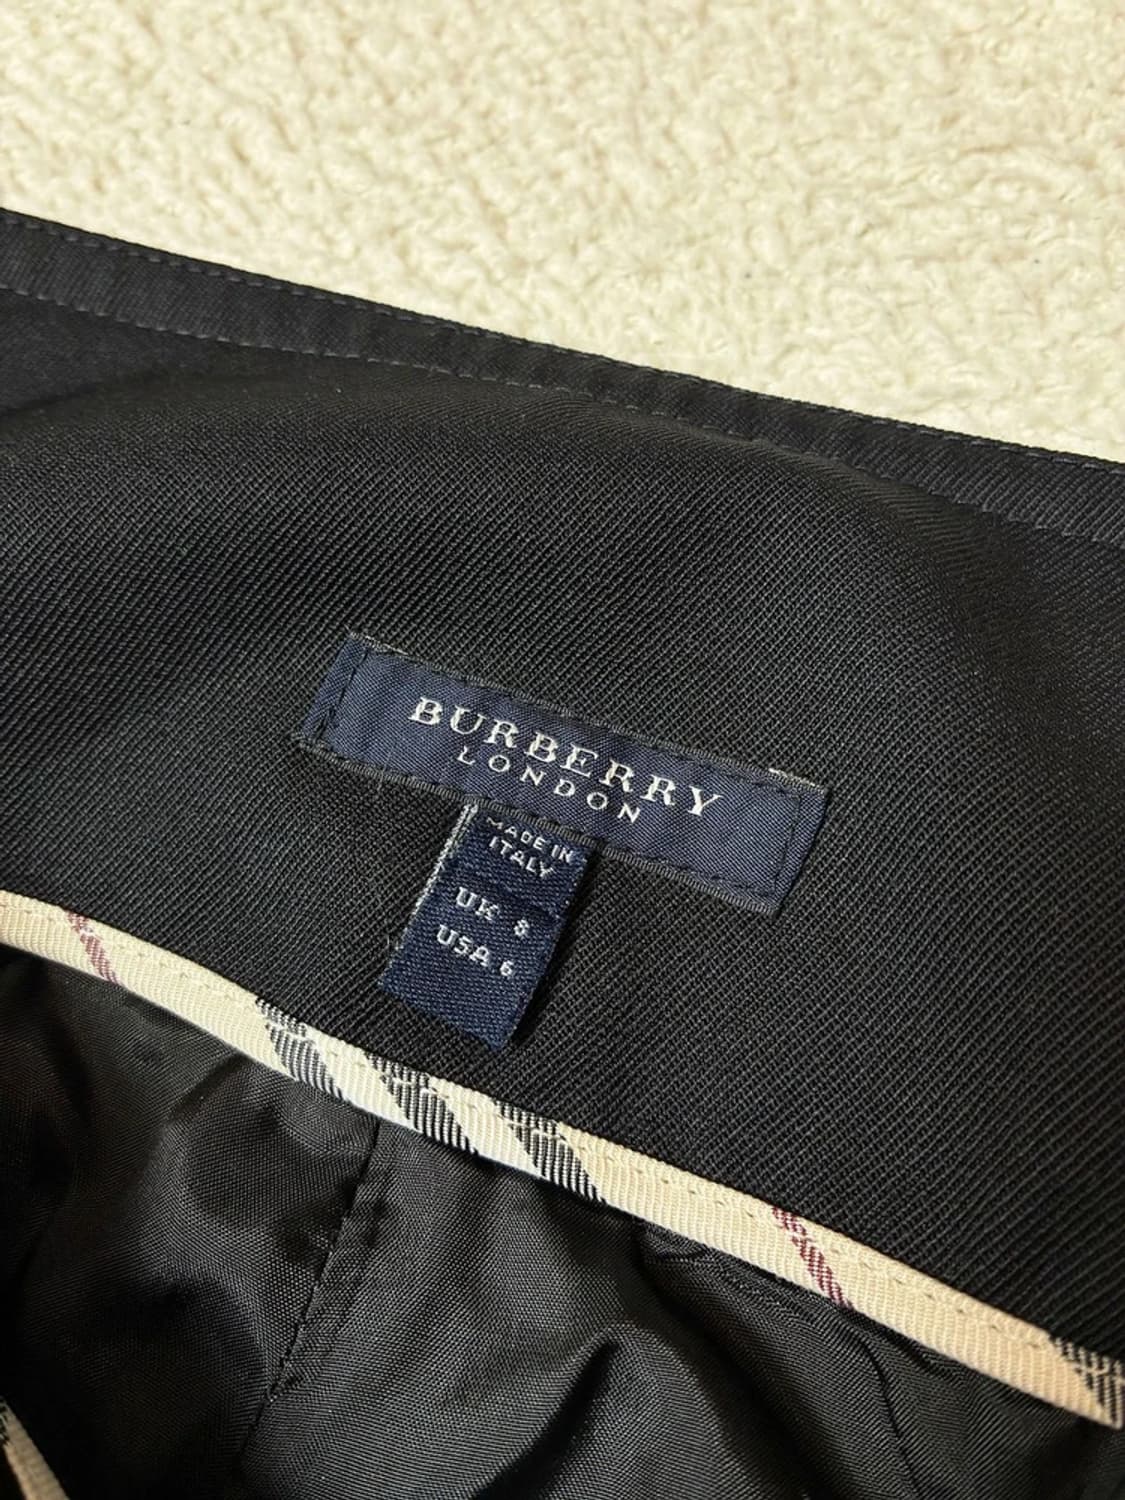 BURBERRY
LONDON
MADE IN
ITALY
UK 8
USA 6